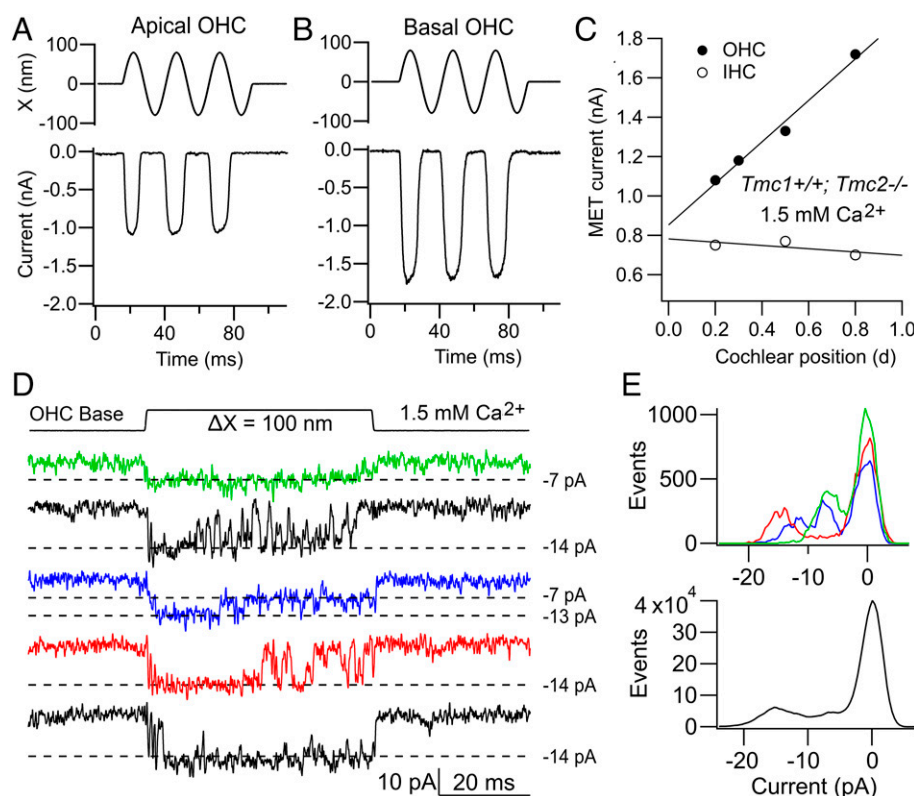 A
Apical OHC
X (nm)
100
0
-100
Current (nA)
0.0
-0.5
-1.0
-1.5
-2.0
0 40 80
Time (ms)
B
Basal OHC
100
0
-100
0.0
-0.5
-1.0
-1.5
-2.0
0 40 80
Time (ms)
C
MET current (nA)
1.8
1.6
1.4
1.2
1.0
0.8
0.6
OHC
IHC
Tmc1+/+; Tmc2-/-
1.5 mM Ca2+
0.0 0.2 0.4 0.6 0.8 1.0
Cochlear position (d)
D
OHC Base
ΔX = 100 nm
1.5 mM Ca2+
-7 pA
-14 pA
-7 pA
-13 pA
-14 pA
-14 pA
10 pA
20 ms
E
Events
1000
500
0
-20 -10 0
Events
4 x10⁴
3
2
1
0
-20 -10 0
Current (pA)